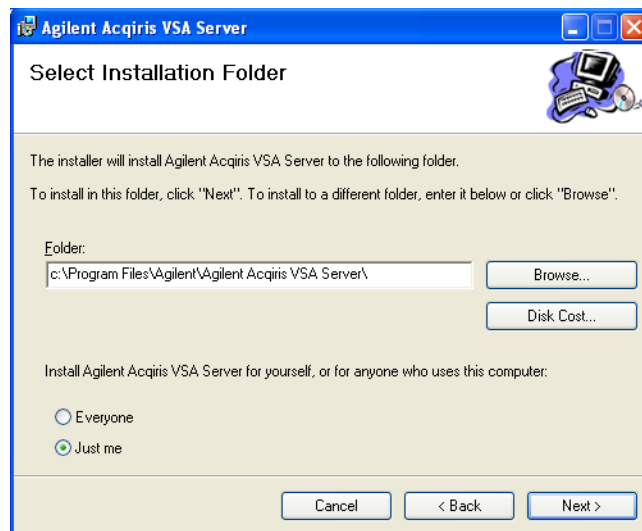 Agilent Acqiris VSA Server
Select Installation Folder
The installer will install Agilent Acqiris VSA Server to the following folder.
To install in this folder, click "Next". To install to a different folder, enter it below or click "Browse".
Folder:
c:\Program Files\Agilent\Agilent Acqiris VSA Server\
Browse...
Disk Cost...
Install Agilent Acqiris VSA Server for yourself, or for anyone who uses this computer:
Everyone
Just me
Cancel
< Back
Next >